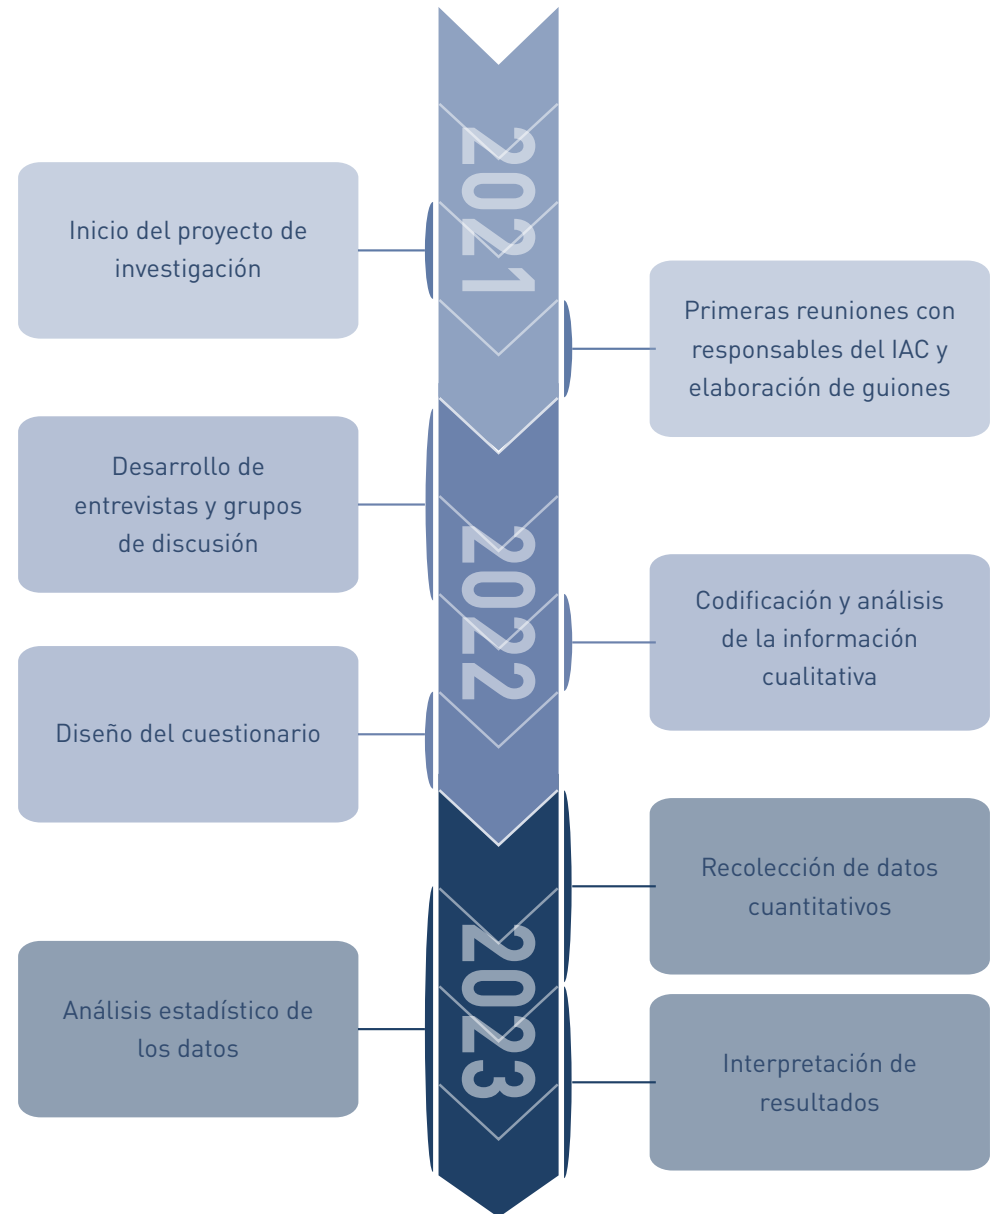 2021
Inicio del proyecto de
investigación
Primeras reuniones con
responsables del IAC y
elaboración de guiones
2022
Desarrollo de
entrevistas y grupos
de discusión
Codificación y análisis
de la información
cualitativa
Diseño del cuestionario
2023
Recolección de datos
cuantitativos
Análisis estadístico de
los datos
Interpretación de
resultados